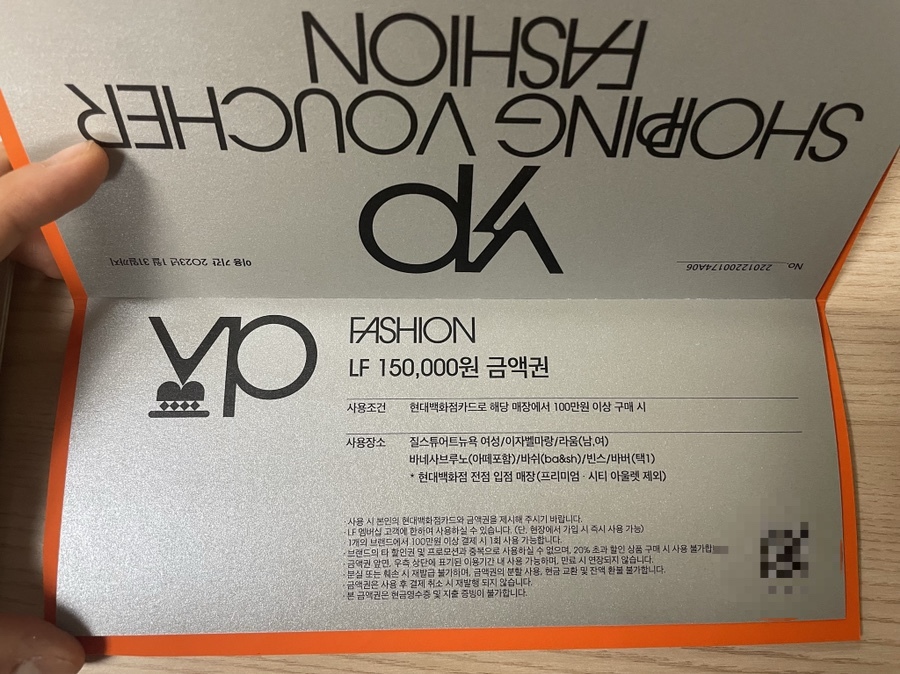 FASHION
SHOPPING VOUCHER
VIP
이용 기간 2023년 1월 31일까지
No. 22012200174A06
VIP
FASHION
LF 150,000원 금액권
사용조건 현대백화점카드로 해당 매장에서 100만원 이상 구매 시
사용장소 질스튜어트뉴욕 여성/이자벨마랑/라움(남,여)
바네사브루노(아떼포함)/바쉬(ba&sh)/빈스/바버(택1)
* 현대백화점 전점 입점 매장(프리미엄 · 시티 아울렛 제외)
· 사용 시 본인의 현대백화점카드와 금액권을 제시해 주시기 바랍니다.
· LF 멤버십 고객에 한하여 사용하실 수 있습니다. (단, 현장에서 가입 시 즉시 사용 가능)
· 1개의 브랜드에서 100만원 이상 결제 시 1회 사용 가능합니다.
· 브랜드의 타 할인권 및 프로모션과 중복으로 사용하실 수 없으며, 20% 초과 할인 상품 구매 시 사용 불가합
· 금액권 앞면, 우측 상단에 표기된 이용기간 내 사용 가능하며, 만료 시 연장되지 않습니다.
· 분실 또는 훼손 시 재발급 불가하며, 금액권의 분할 사용, 현금 교환 및 잔액 환불 불가합니다.
· 금액권은 사용 후 결제 취소 시 재발행 되지 않습니다.
· 본 금액권은 현금영수증 및 지출 증빙이 불가합니다.